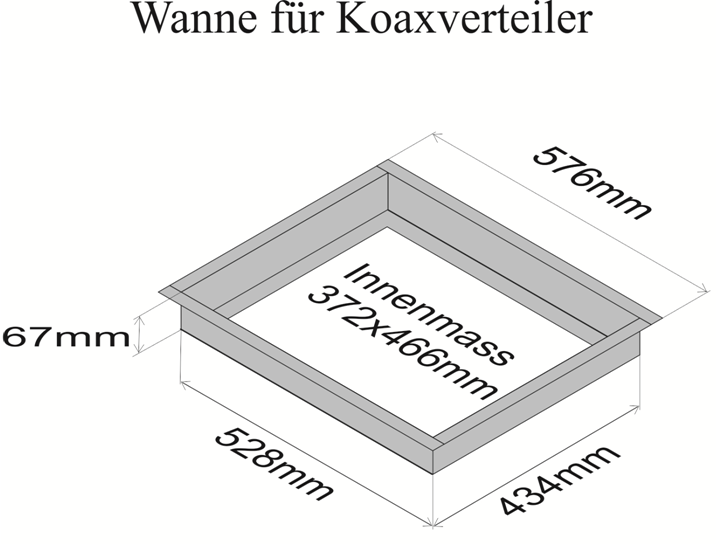 Wanne für Koaxverteiler
576mm
Innenmass
372x466mm
67mm
528mm
434mm